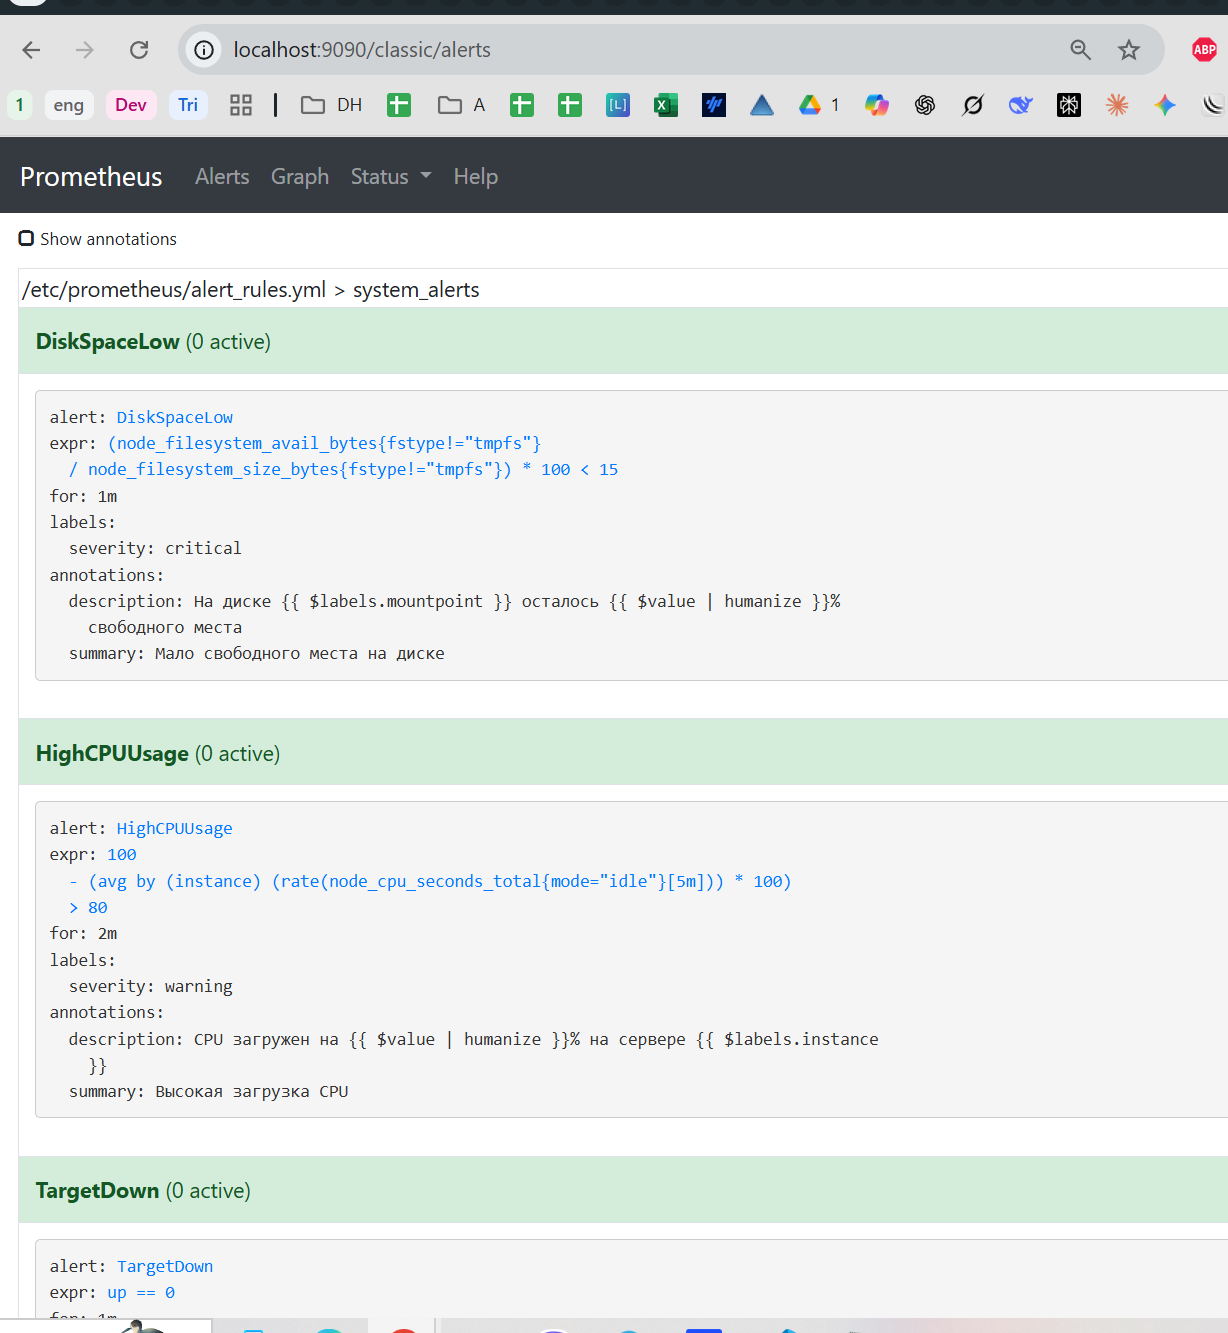 localhost:9090/classic/alerts
ABP
1 eng Dev Tri DH A [L] X 1
Prometheus Alerts Graph Status Help
Show annotations
/etc/prometheus/alert_rules.yml > system_alerts
DiskSpaceLow (0 active)
alert: DiskSpaceLow
expr: (node_filesystem_avail_bytes{fstype!="tmpfs"}
/ node_filesystem_size_bytes{fstype!="tmpfs"}) * 100 < 15
for: 1m
labels:
severity: critical
annotations:
description: На диске {{ $labels.mountpoint }} осталось {{ $value | humanize }}%
свободного места
summary: Мало свободного места на диске
HighCPUUsage (0 active)
alert: HighCPUUsage
expr: 100
- (avg by (instance) (rate(node_cpu_seconds_total{mode="idle"}[5m])) * 100)
> 80
for: 2m
labels:
severity: warning
annotations:
description: CPU загружен на {{ $value | humanize }}% на сервере {{ $labels.instance
}}
summary: Высокая загрузка CPU
TargetDown (0 active)
alert: TargetDown
expr: up == 0
for: 1m